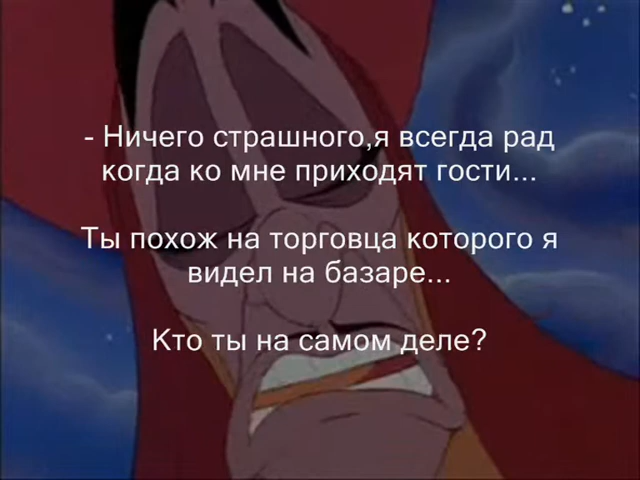 - Ничего страшного,я всегда рад
когда ко мне приходят гости...
Ты похож на торговца которого я
видел на базаре...
Кто ты на самом деле?